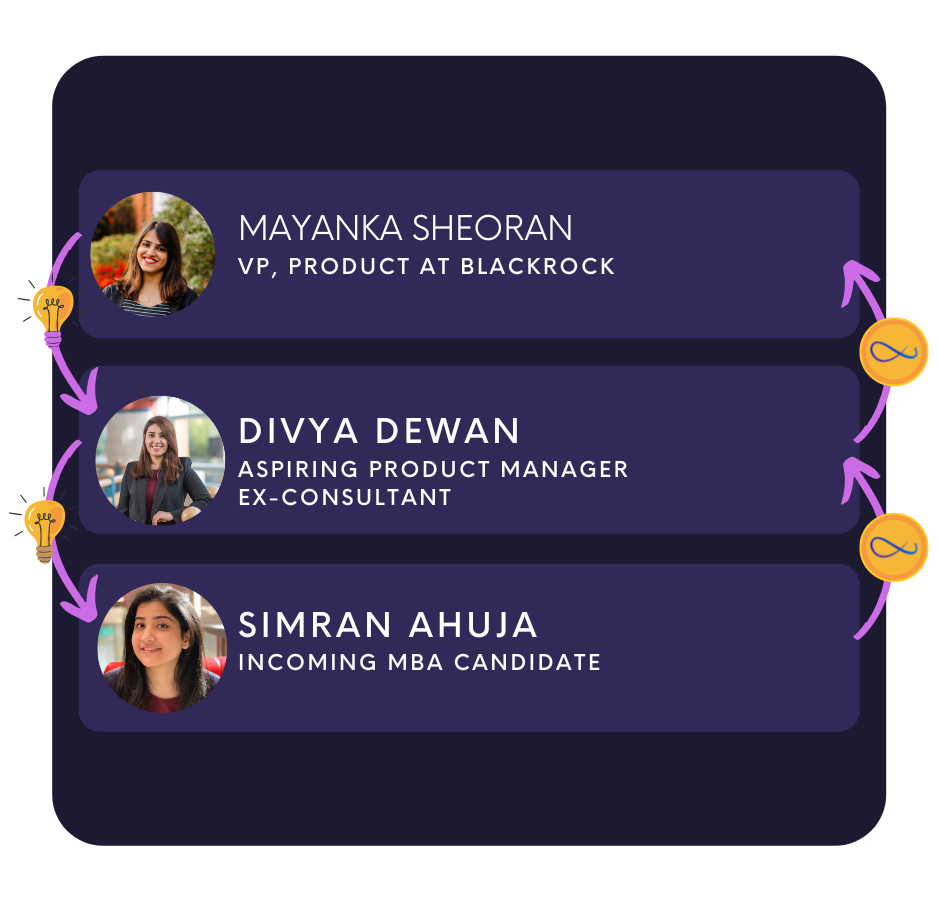 MAYANKA SHEORAN
VP, PRODUCT AT BLACKROCK
DIVYA DEWAN
ASPIRING PRODUCT MANAGER
EX-CONSULTANT
SIMRAN AHUJA
INCOMING MBA CANDIDATE